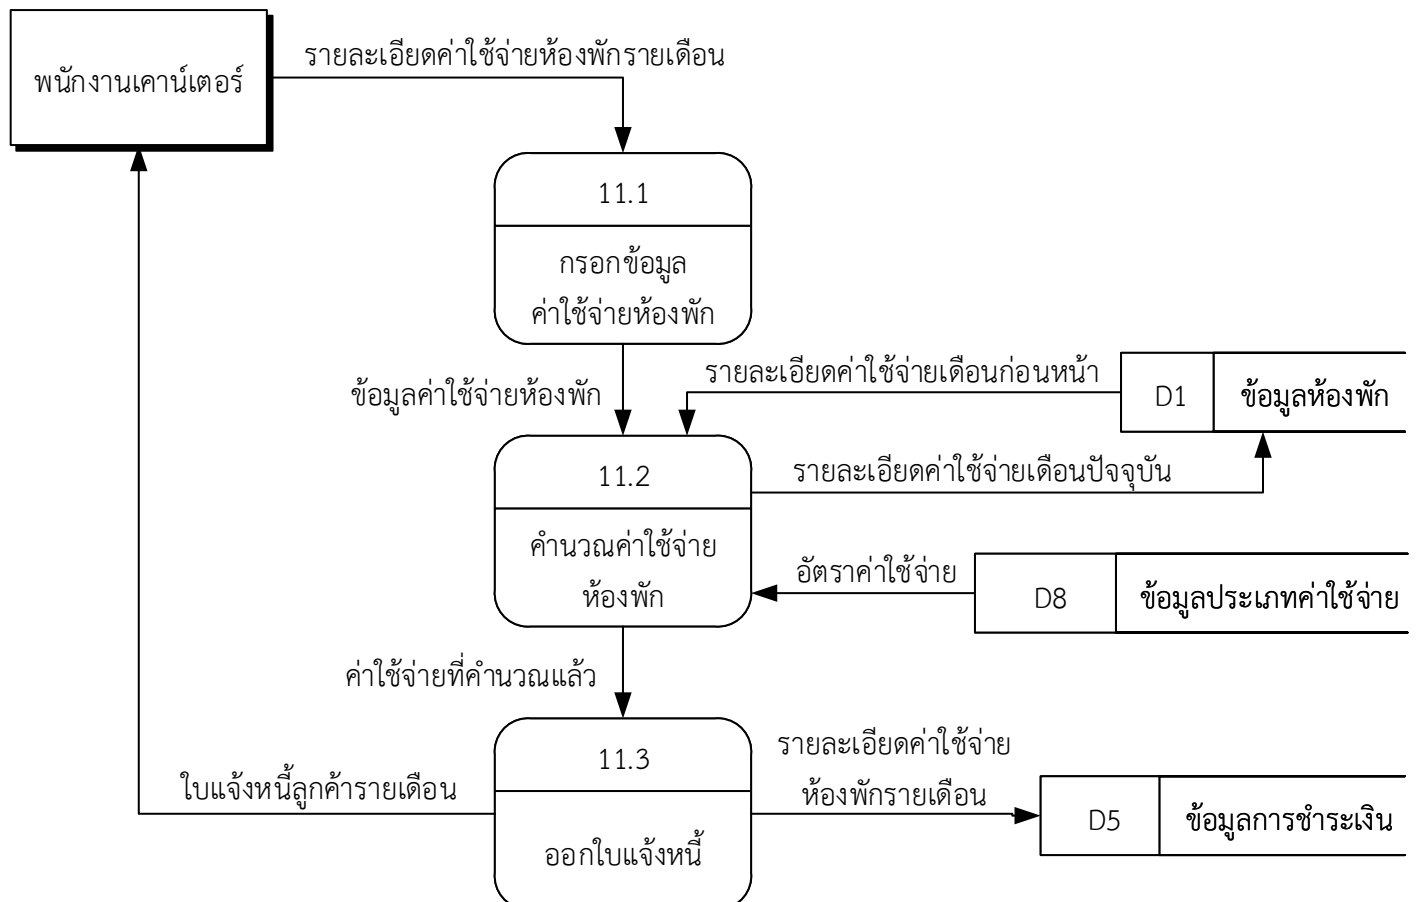 รายละเอียดค่าใช้จ่ายห้องพักรายเดือน
พนักงานเคาน์เตอร์
11.1
กรอกข้อมูล
ค่าใช้จ่ายห้องพัก
รายละเอียดค่าใช้จ่ายเดือนก่อนหน้า
ข้อมูลค่าใช้จ่ายห้องพัก
D1
ข้อมูลห้องพัก
11.2
รายละเอียดค่าใช้จ่ายเดือนปัจจุบัน
คำนวณค่าใช้จ่าย
ห้องพัก
อัตราค่าใช้จ่าย
D8
ข้อมูลประเภทค่าใช้จ่าย
ค่าใช้จ่ายที่คำนวณแล้ว
11.3
รายละเอียดค่าใช้จ่าย
ห้องพักรายเดือน
ใบแจ้งหนี้ลูกค้ารายเดือน
D5
ข้อมูลการชำระเงิน
ออกใบแจ้งหนี้